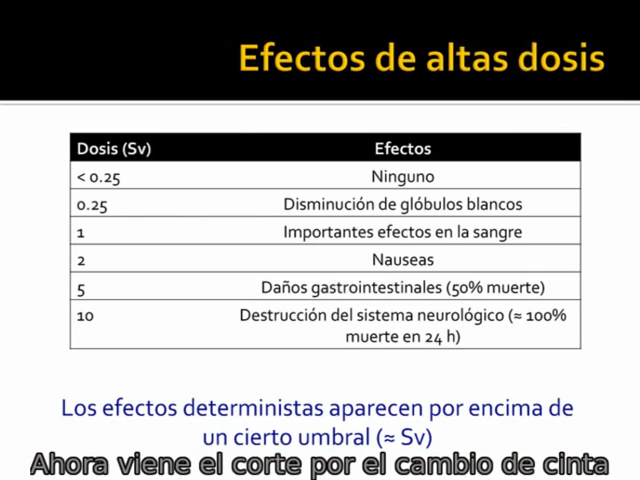 Efectos de altas dosis
Dosis (Sv) Efectos
< 0.25 Ninguno
0.25 Disminución de glóbulos blancos
1 Importantes efectos en la sangre
2 Nauseas
5 Daños gastrointestinales (50% muerte)
10 Destrucción del sistema neurológico (≈ 100%
muerte en 24 h)
Los efectos deterministas aparecen por encima de
un cierto umbral (≈ Sv)
Ahora viene el corte por el cambio de cinta